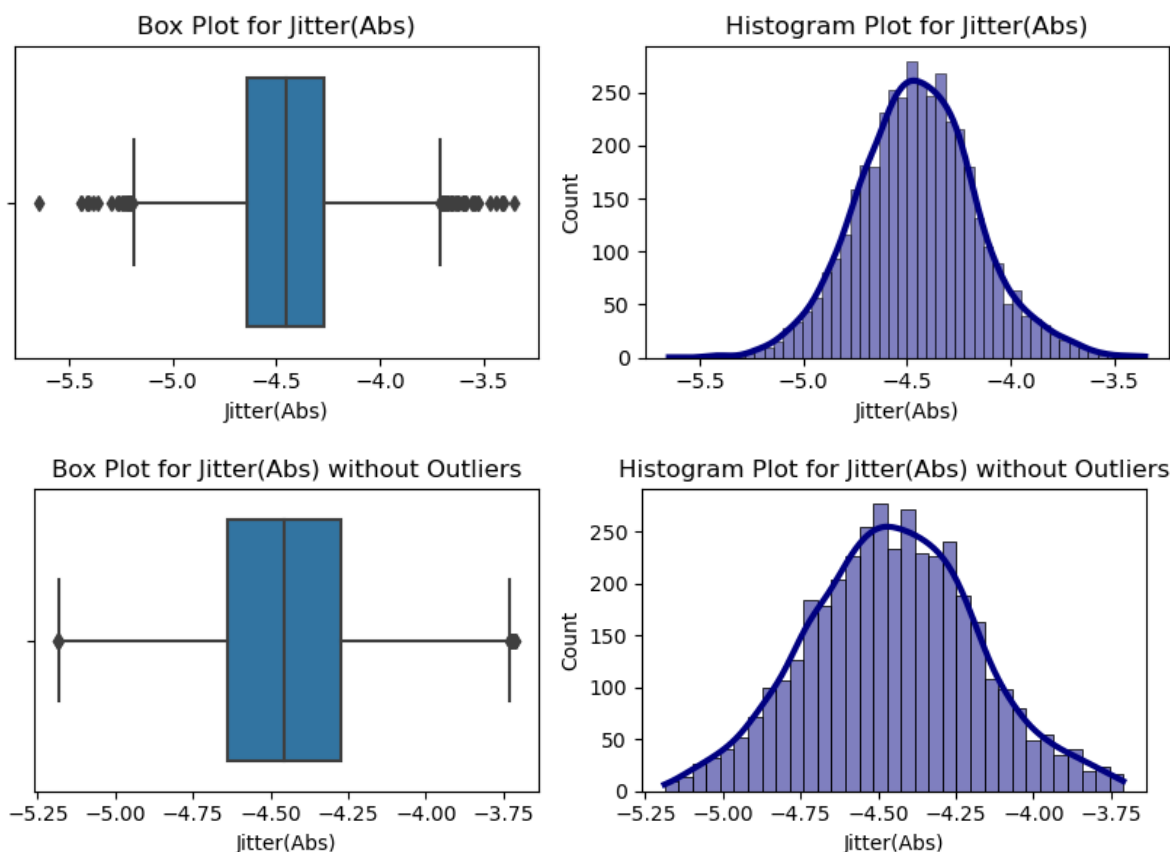 Box Plot for Jitter(Abs)
−5.5 −5.0 −4.5 −4.0 −3.5
Jitter(Abs)
Histogram Plot for Jitter(Abs)
250
200
150
100
50
0
Count
−5.5 −5.0 −4.5 −4.0 −3.5
Jitter(Abs)
Box Plot for Jitter(Abs) without Outliers
−5.25 −5.00 −4.75 −4.50 −4.25 −4.00 −3.75
Jitter(Abs)
Histogram Plot for Jitter(Abs) without Outliers
250
200
150
100
50
0
Count
−5.25 −5.00 −4.75 −4.50 −4.25 −4.00 −3.75
Jitter(Abs)